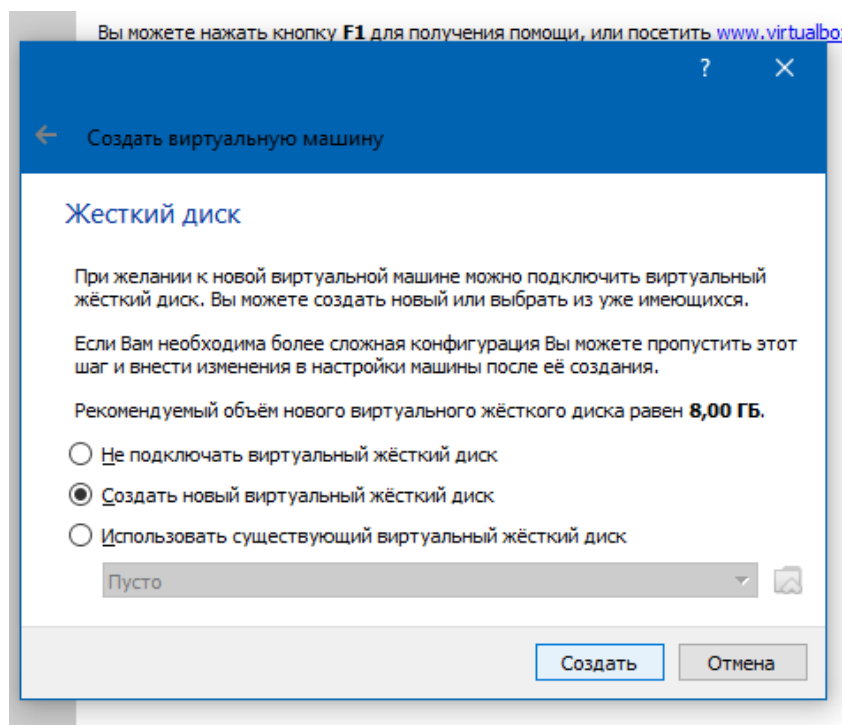 Вы можете нажать кнопку F1 для получения помощи, или посетить www.virtualbo
?
Создать виртуальную машину
Жесткий диск
При желании к новой виртуальной машине можно подключить виртуальный
жёсткий диск. Вы можете создать новый или выбрать из уже имеющихся.
Если Вам необходима более сложная конфигурация Вы можете пропустить этот
шаг и внести изменения в настройки машины после её создания.
Рекомендуемый объём нового виртуального жёсткого диска равен 8,00 ГБ.
Не подключать виртуальный жёсткий диск
Создать новый виртуальный жёсткий диск
Использовать существующий виртуальный жёсткий диск
Пусто
Создать Отмена